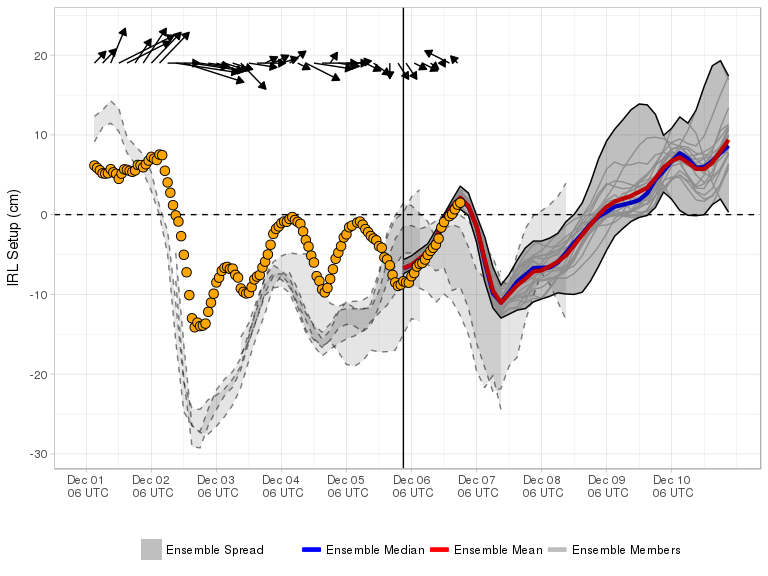 IRL Setup (cm)
20
10
0
-10
-20
-30
Dec 01 Dec 02 Dec 03 Dec 04 Dec 05 Dec 06 Dec 07 Dec 08 Dec 09 Dec 10
06 UTC 06 UTC 06 UTC 06 UTC 06 UTC 06 UTC 06 UTC 06 UTC 06 UTC 06 UTC
Ensemble Spread Ensemble Median Ensemble Mean Ensemble Members